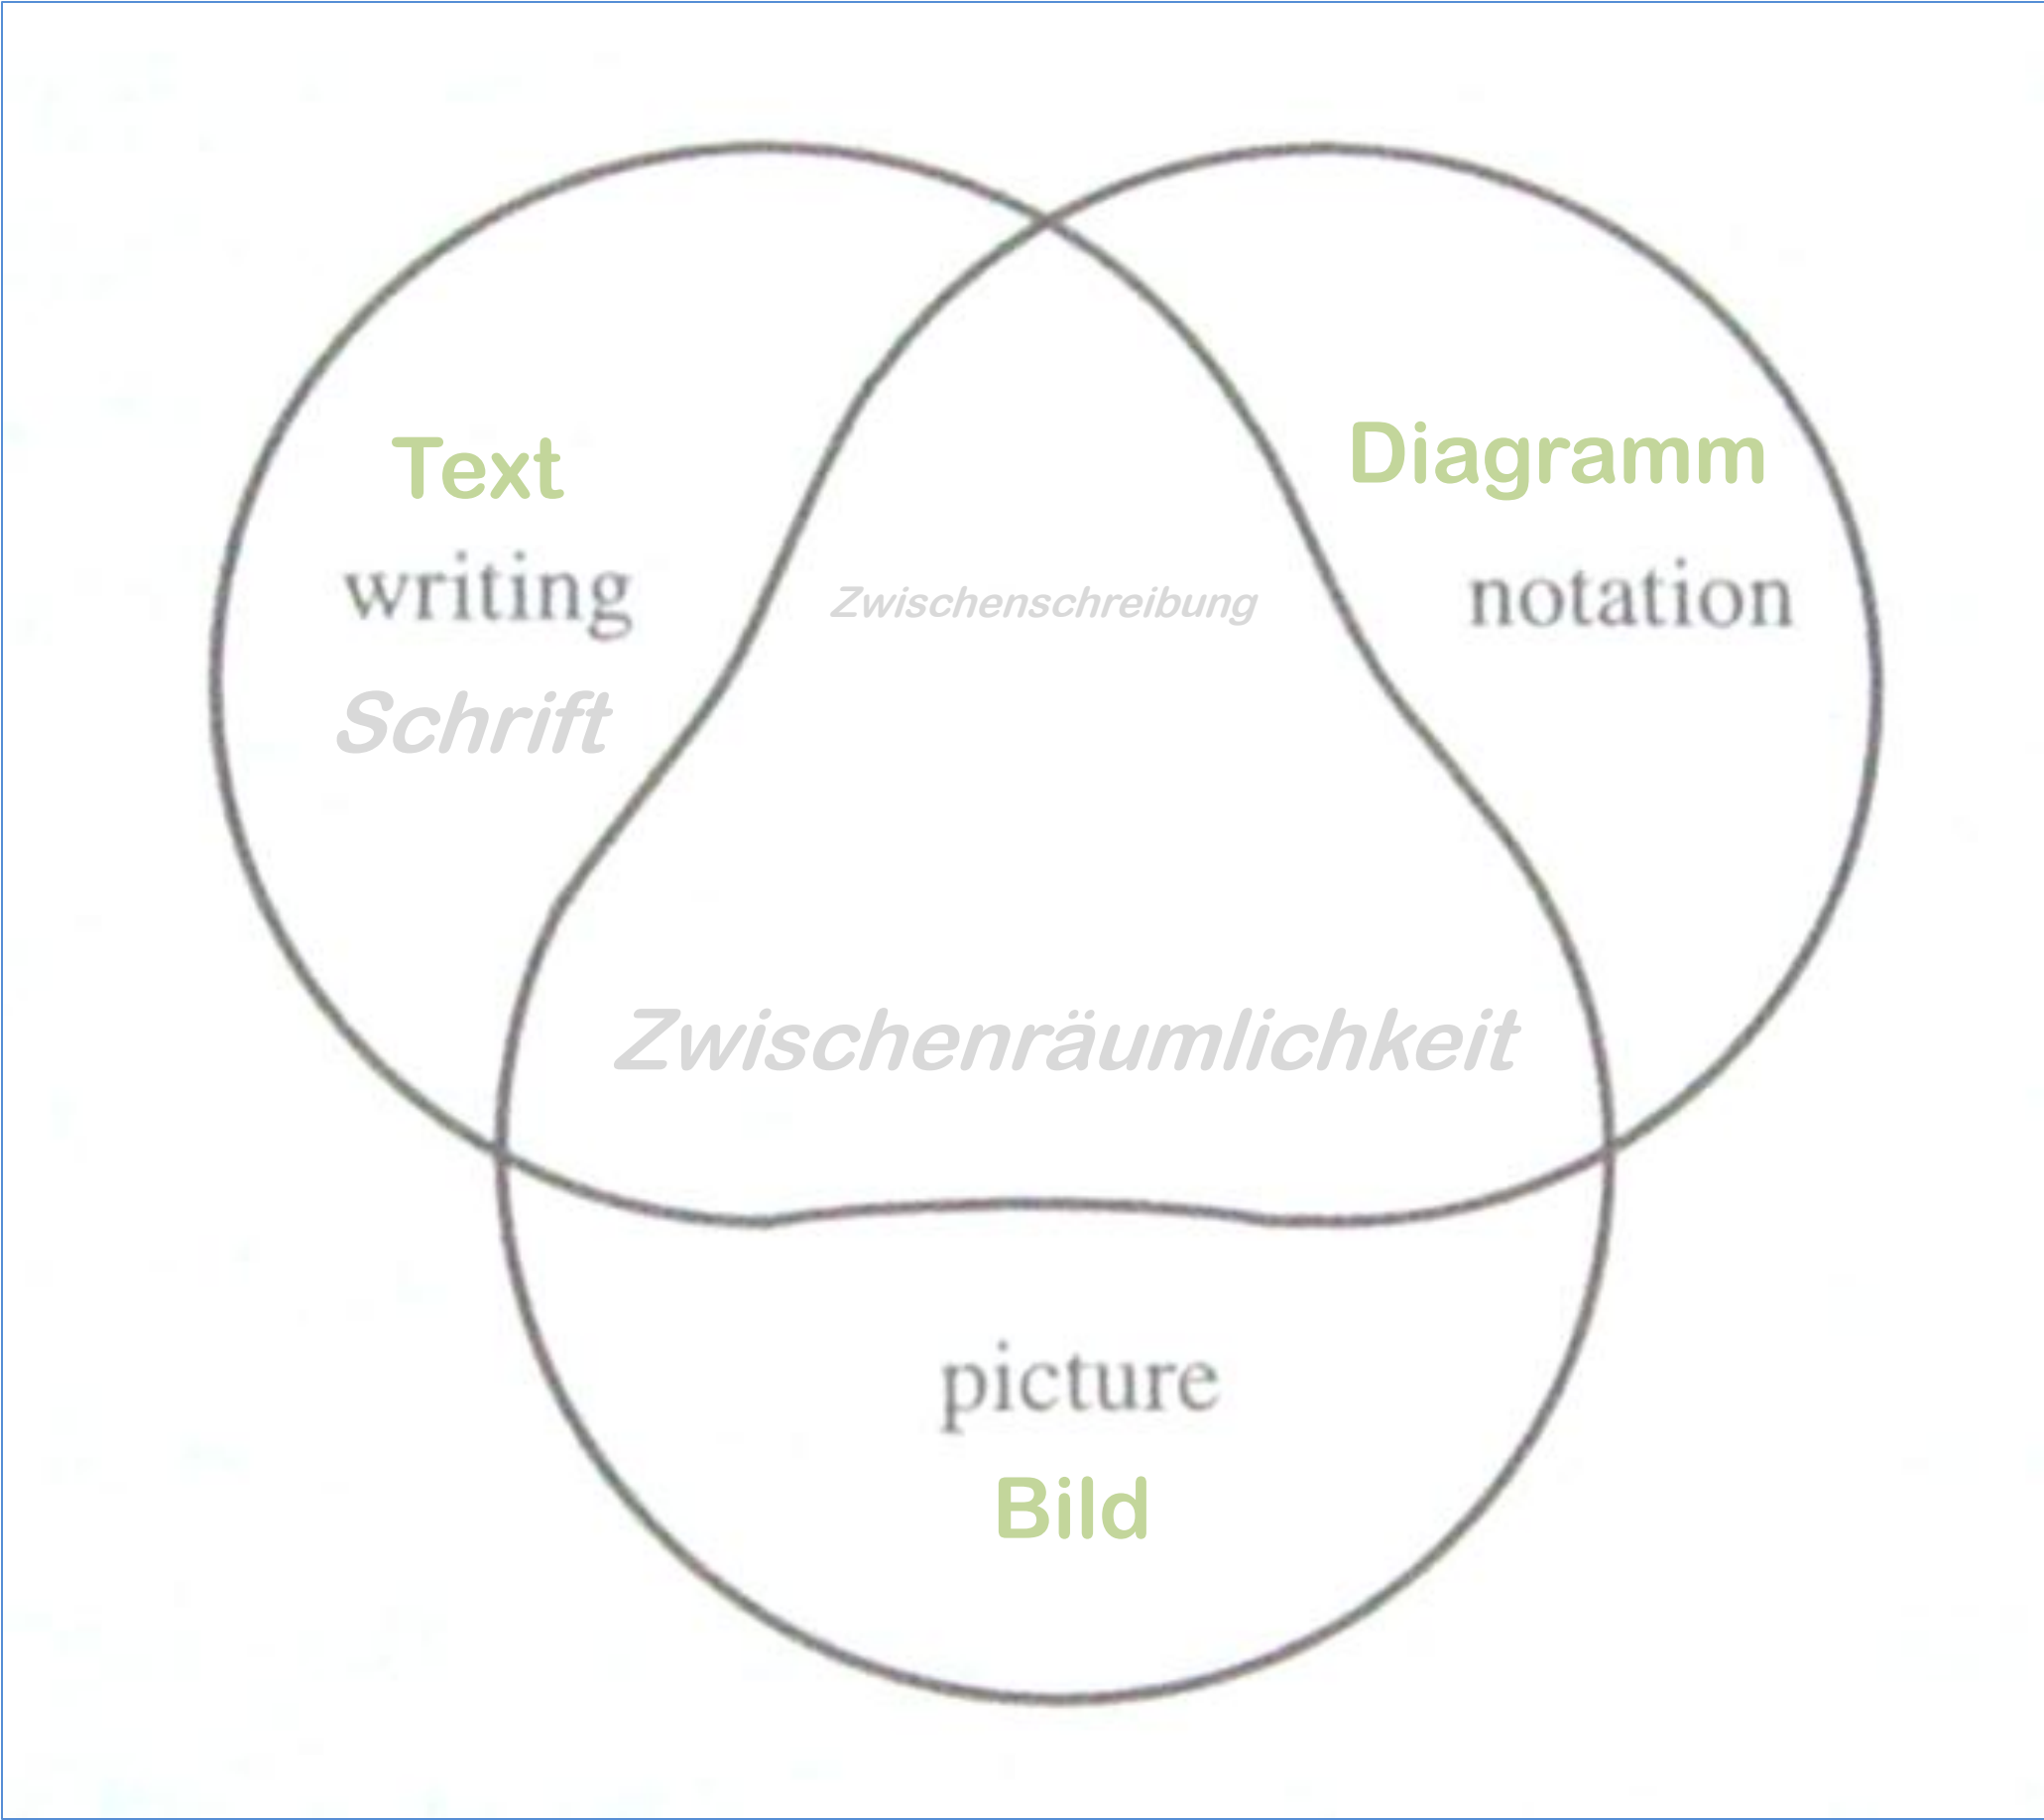 Text
writing
Schrift
Diagramm
notation
Zwischenschreibung
Zwischenräumlichkeit
picture
Bild